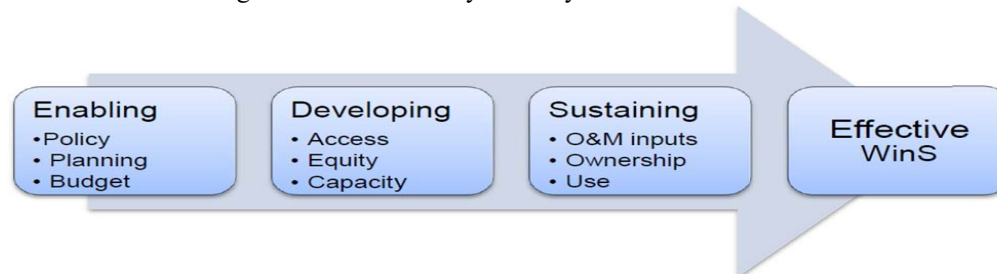 Enabling
•Policy
• Planning
• Budget
Developing
• Access
• Equity
• Capacity
Sustaining
• O&M inputs
• Ownership
• Use
Effective
WinS